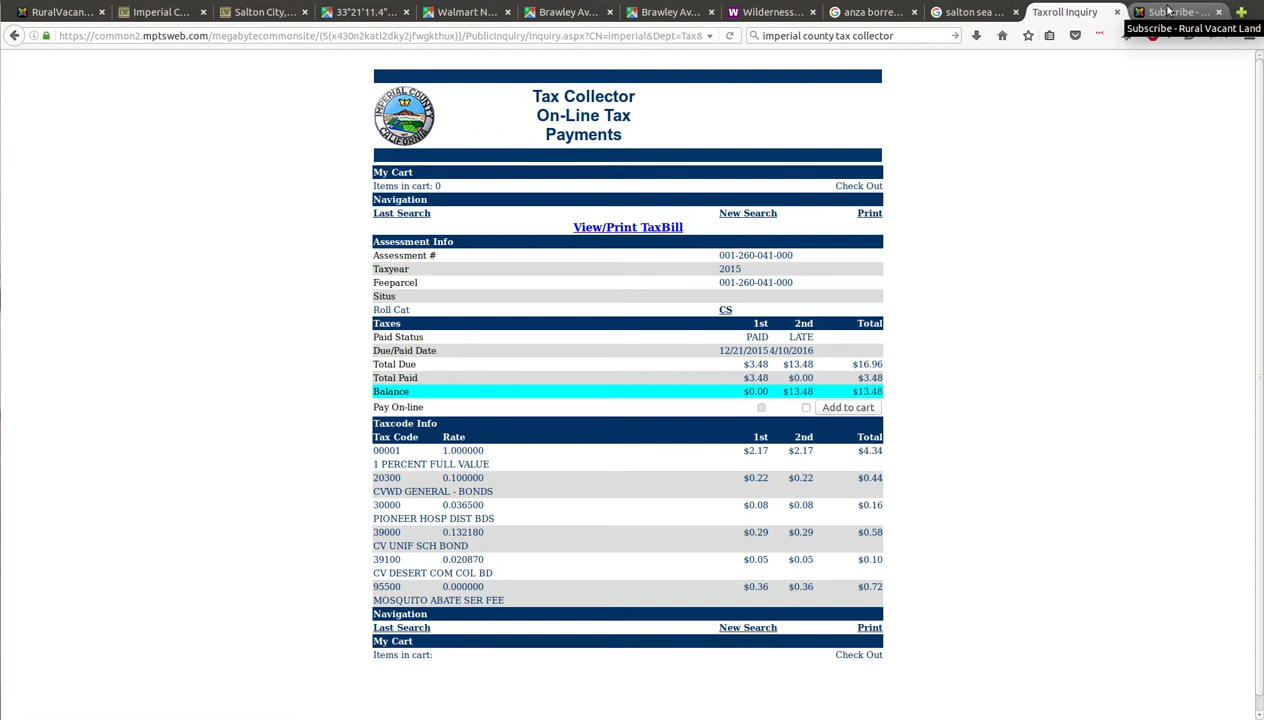 RuralVacan...
Imperial C...
Salton City,...
33°21'11.4"...
Walmart N...
Brawley Av...
Brawley Av...
Wilderness...
anza borre...
salton sea ...
Taxroll Inquiry
Subscribe - ...
https://common2.mptsweb.com/megabytecommonsite/(S(x430n2katl2dky2jfwgkthux))/PublicInquiry/Inquiry.aspx?CN=imperial&Dept=Tax&
imperial county tax collector
Subscribe - Rural Vacant Land
IMPERIAL COUNTY
CALIFORNIA
Tax Collector
On-Line Tax
Payments
My Cart
Items in cart: 0 Check Out
Navigation
Last Search New Search Print
View/Print TaxBill
Assessment Info
Assessment # 001-260-041-000
Taxyear 2015
Feeparcel 001-260-041-000
Situs
Roll Cat CS
Taxes 1st 2nd Total
Paid Status PAID LATE
Due/Paid Date 12/21/2015 4/10/2016
Total Due $3.48 $13.48 $16.96
Total Paid $3.48 $0.00 $3.48
Balance $0.00 $13.48 $13.48
Pay On-line Add to cart
Taxcode Info
Tax Code Rate 1st 2nd Total
00001 1.000000 $2.17 $2.17 $4.34
1 PERCENT FULL VALUE
20300 0.100000 $0.22 $0.22 $0.44
CVWD GENERAL - BONDS
30000 0.036500 $0.08 $0.08 $0.16
PIONEER HOSP DIST BDS
39000 0.132180 $0.29 $0.29 $0.58
CV UNIF SCH BOND
39100 0.020870 $0.05 $0.05 $0.10
CV DESERT COM COL BD
95500 0.000000 $0.36 $0.36 $0.72
MOSQUITO ABATE SER FEE
Navigation
Last Search New Search Print
My Cart
Items in cart: Check Out